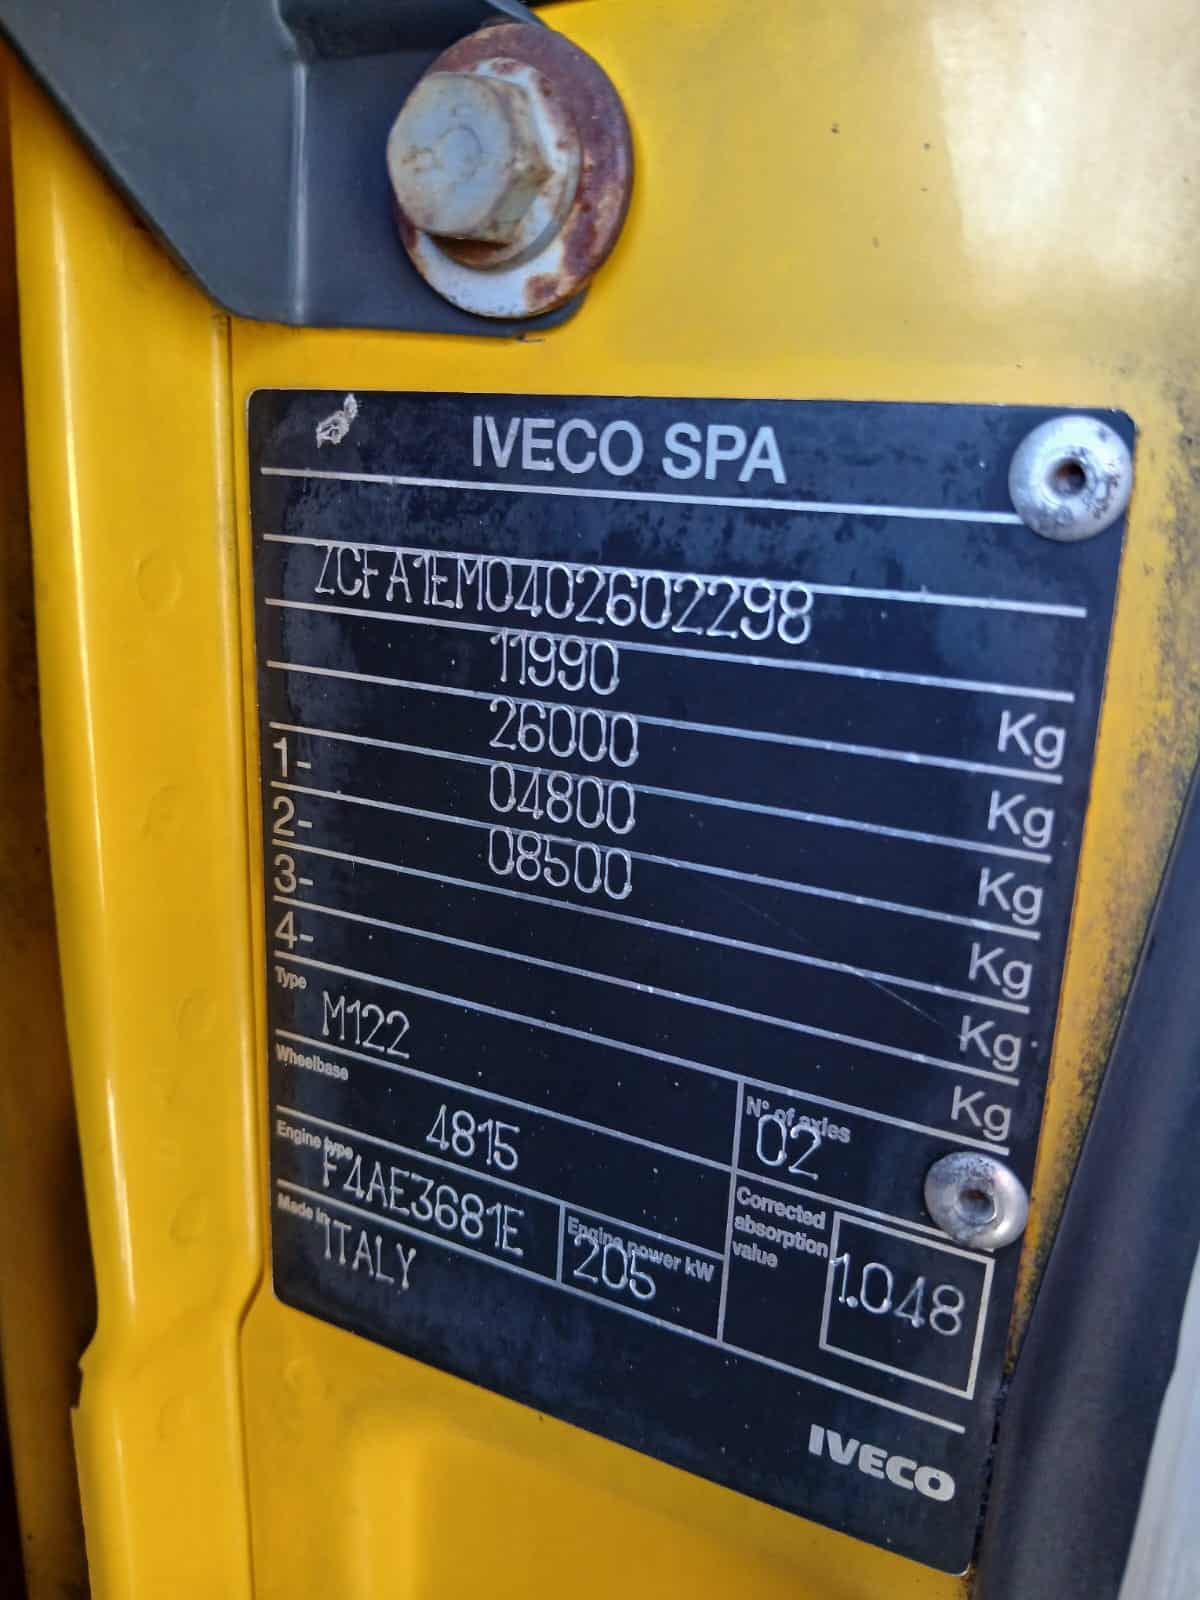 IVECO SPA
ZCFA1EM0402602298
11990 Kg
26000 Kg
1- 04800 Kg
2- 08500 Kg
3- Kg
4- Kg
Type
M122
N° of axles
02
Wheelbase
4815
Corrected
absorption
value
1.048
Engine type
F4AE3681E
Engine power kW
205
Made in
ITALY
IVECO